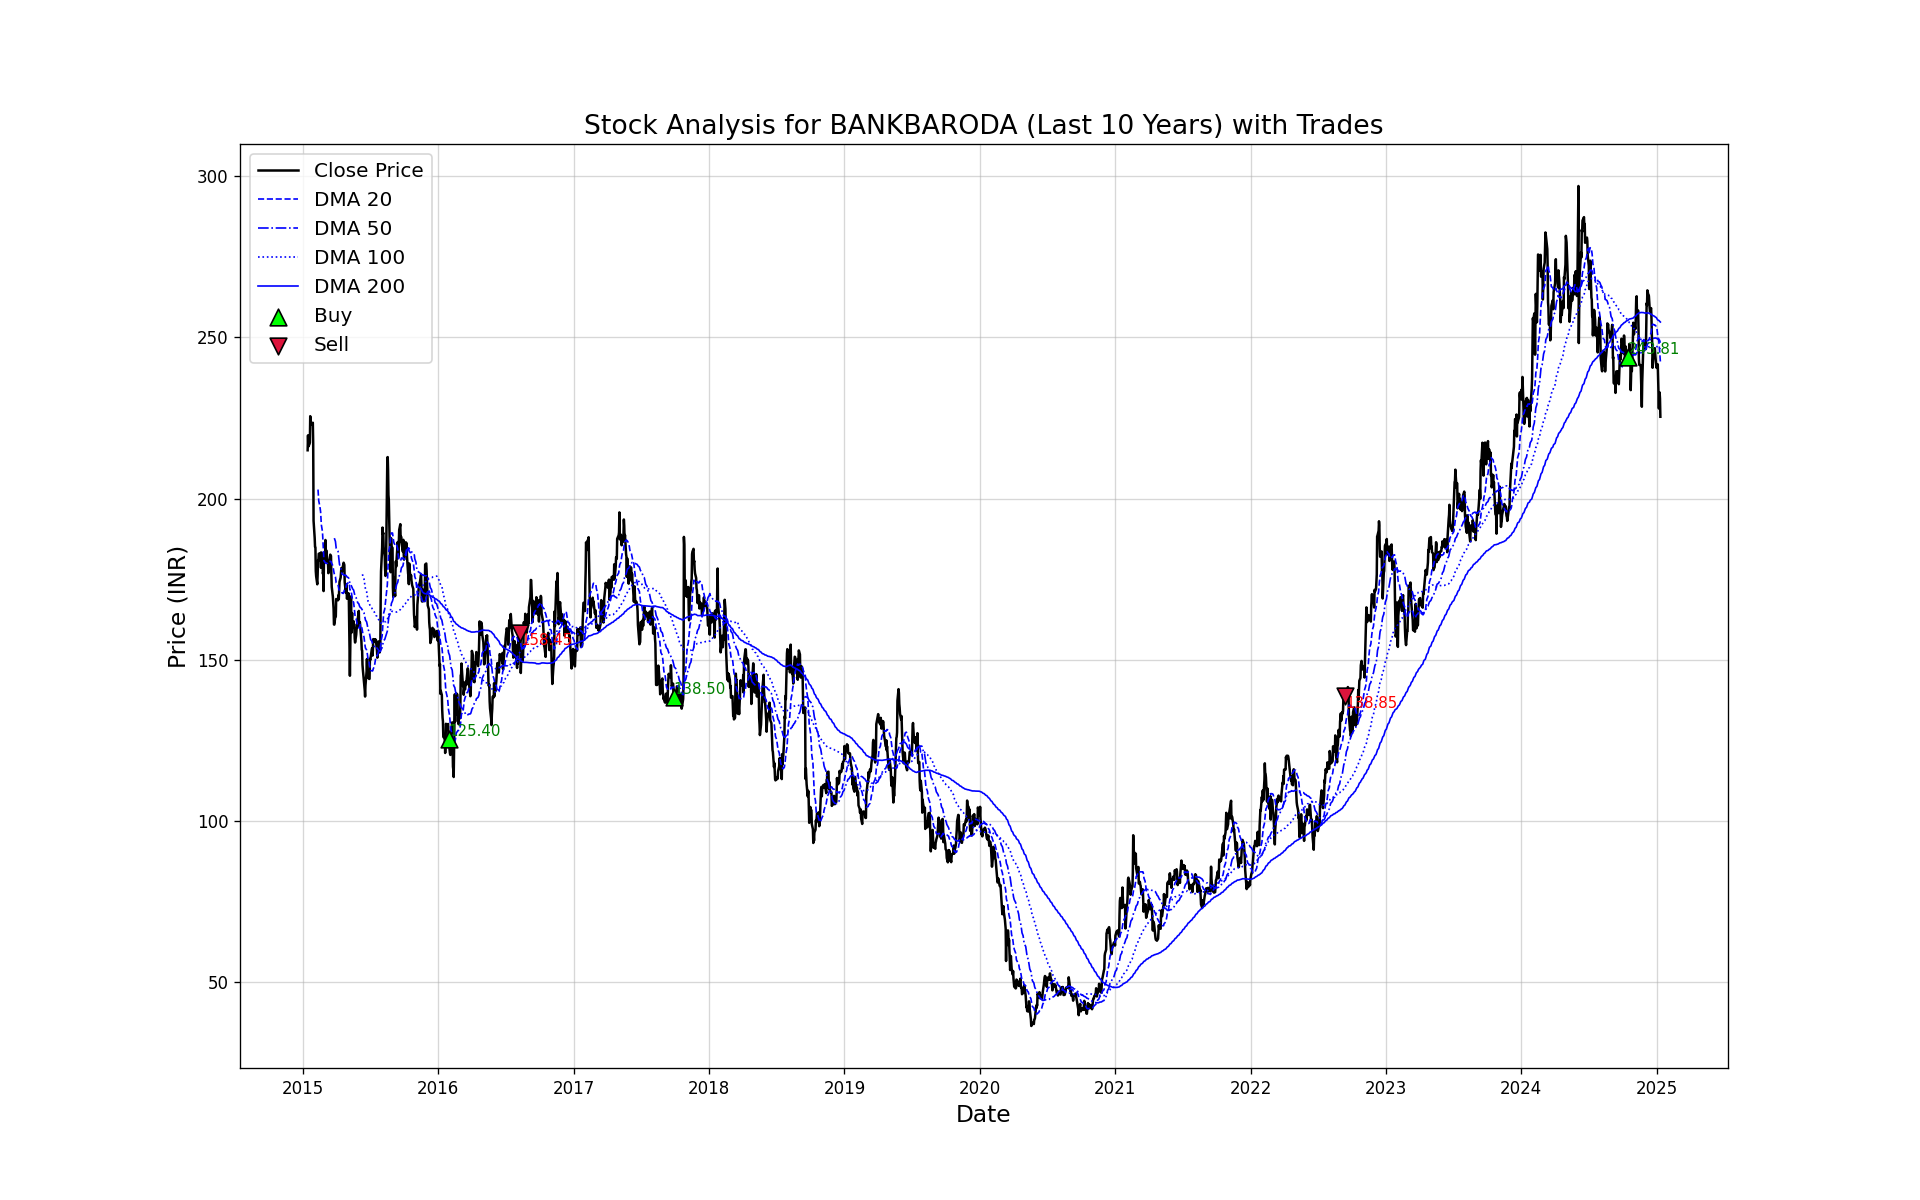 Stock Analysis for BANKBARODA (Last 10 Years) with Trades
Close Price
DMA 20
DMA 50
DMA 100
DMA 200
Buy
Sell
300
250
200
150
100
50
Price (INR)
125.40
158.45
138.50
138.85
2015
2016
2017
2018
2019
2020
2021
2022
2023
2024
2025
Date